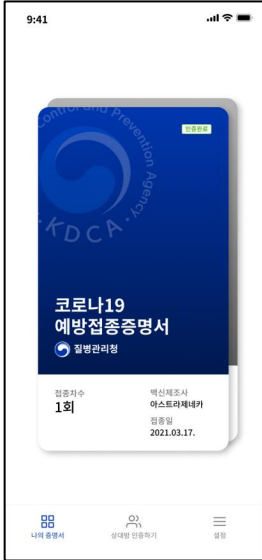 9:41
Control and Prevention Agency
KDCA
인증완료
코로나19
예방접종증명서
질병관리청
접종차수
1회
백신제조사
아스트라제네카
접종일
2021.03.17.
나의 증명서
상대방 인증하기
설정